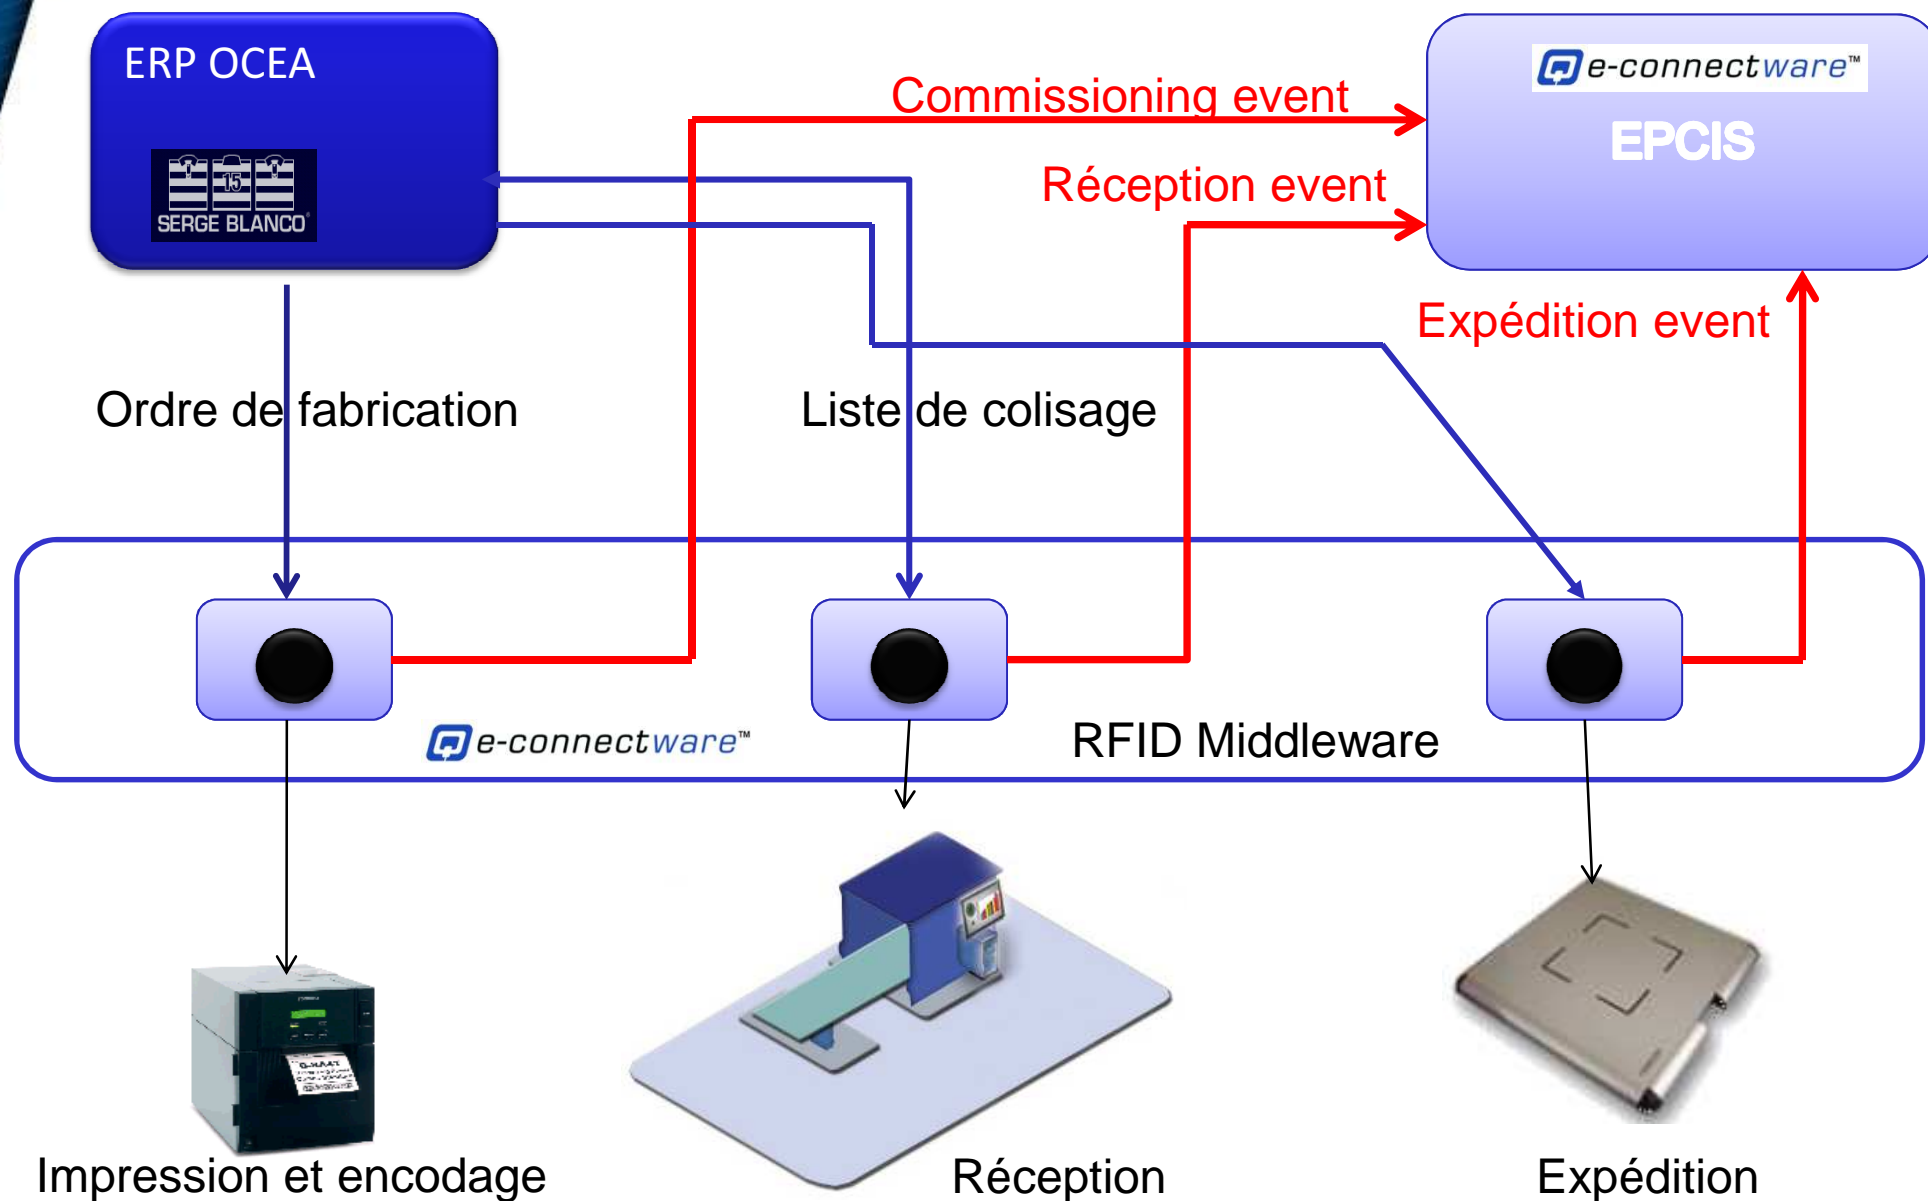 ERP OCEA
15
SERGE BLANCO
Commissioning event
e-connectware™
EPCIS
Réception event
Expédition event
Ordre de fabrication
Liste de colisage
e-connectware™
RFID Middleware
Impression et encodage
Réception
Expédition